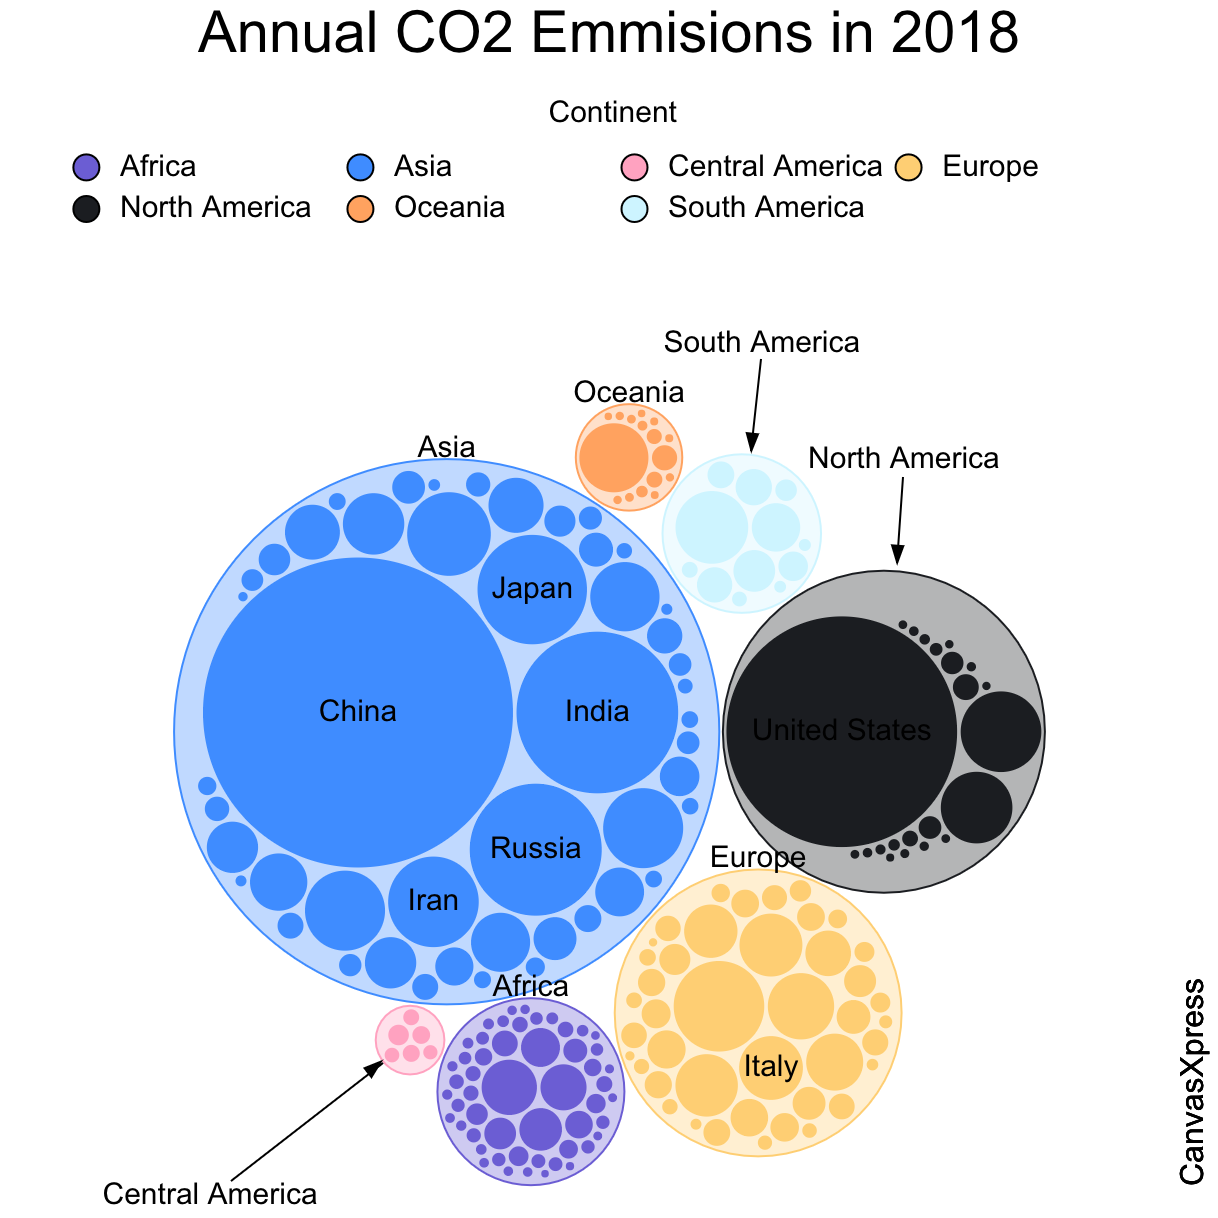 Annual CO2 Emmisions in 2018
Continent
Africa
Asia
Central America
Europe
North America
Oceania
South America
South America
Oceania
Asia
North America
Japan
China
India
United States
Russia
Europe
Iran
Africa
Italy
Central America
CanvasXpress